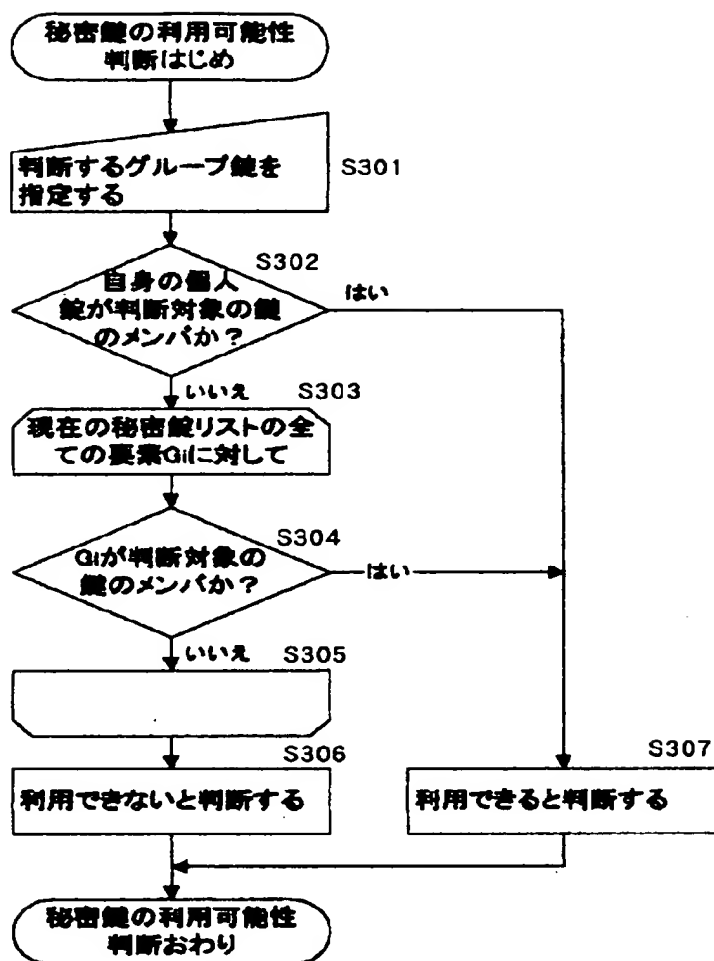 秘密鍵の利用可能性
判断はじめ
判断するグループ鍵を
指定する
S301
S302
自身の個人
鍵が判断対象の鍵
のメンバか？
はい
いいえ
S303
現在の秘密鍵リストの全
ての要素Giに対して
S304
Giが判断対象の
鍵のメンバか？
はい
いいえ
S305
S306
利用できないと判断する
S307
利用できると判断する
秘密鍵の利用可能性
判断おわり